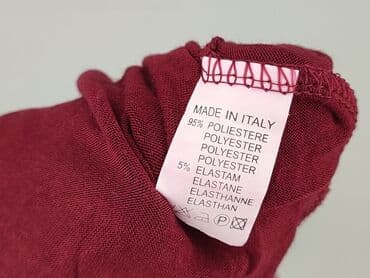 MADE IN ITALY
95% POLIESTERE
POLYESTER
POLYESTER
POLYESTER
5% ELASTAM
ELASTANE
ELASTHANNE
ELASTHAN